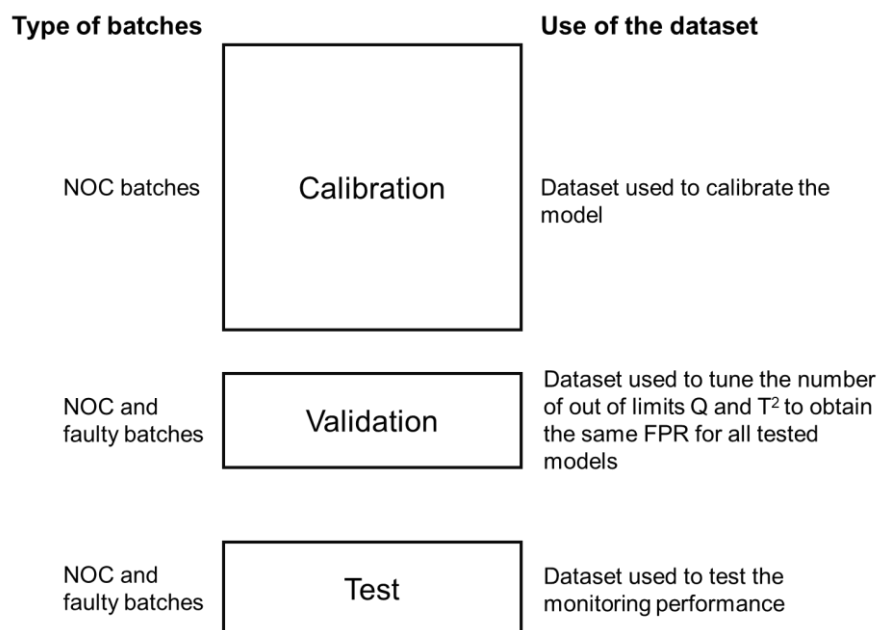 Type of batches
Use of the dataset
NOC batches
Calibration
Dataset used to calibrate the
model
NOC and
faulty batches
Validation
Dataset used to tune the number
of out of limits Q and T² to obtain
the same FPR for all tested
models
NOC and
faulty batches
Test
Dataset used to test the
monitoring performance